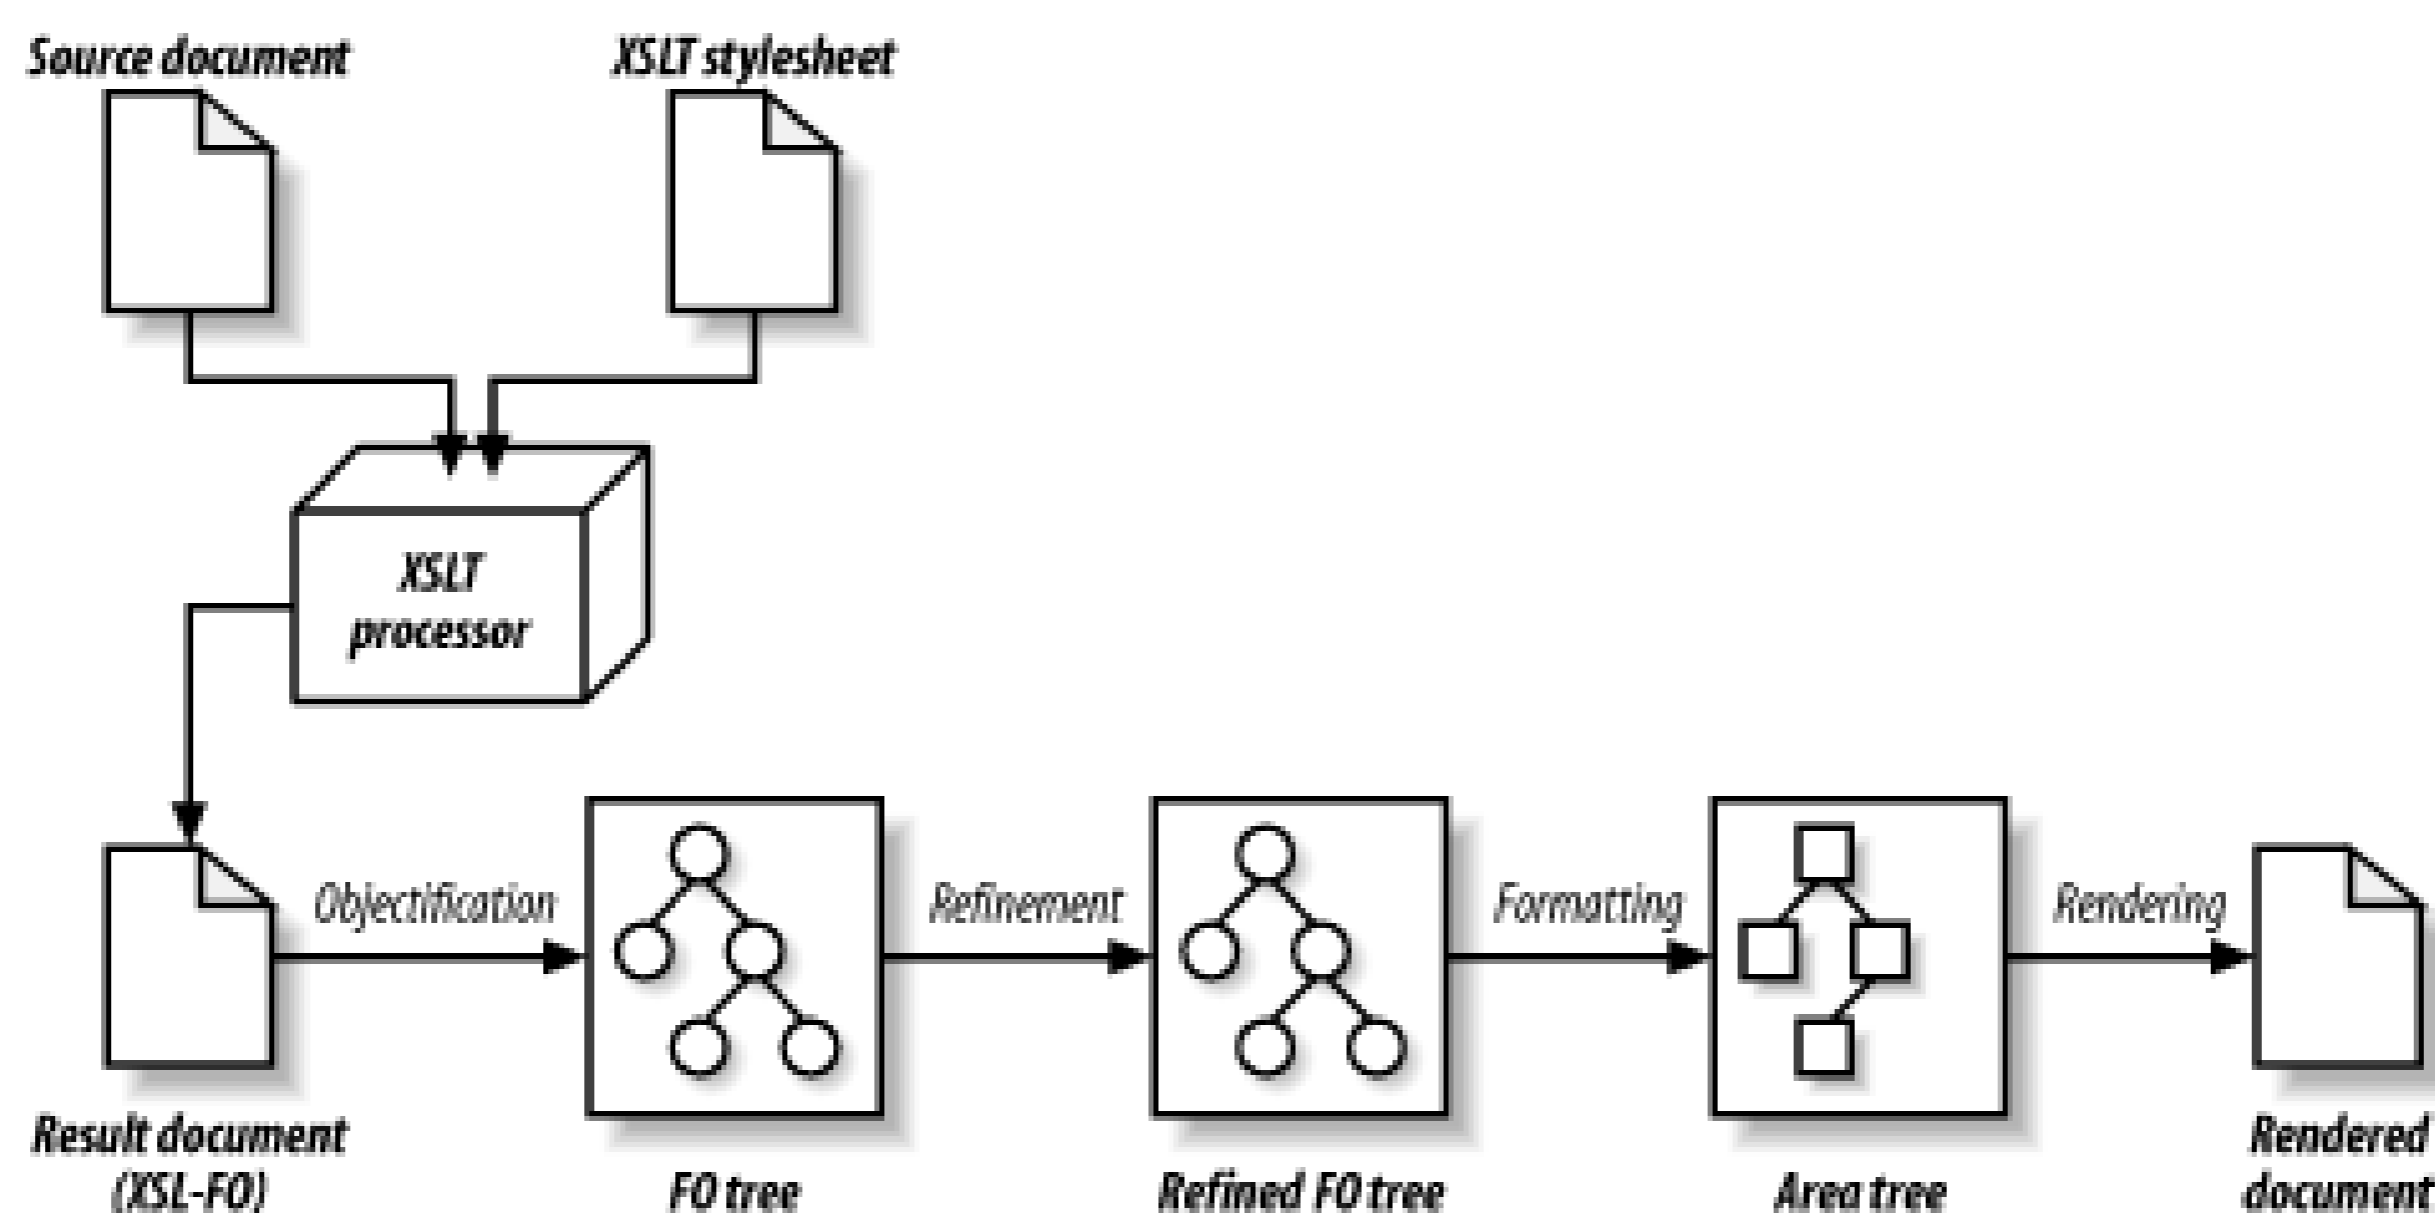 Source document
XSLT stylesheet
XSLT
processor
Objectification
Refinement
Formatting
Rendering
Result document
(XSL-FO)
FO tree
Refined FO tree
Area tree
Rendered
document